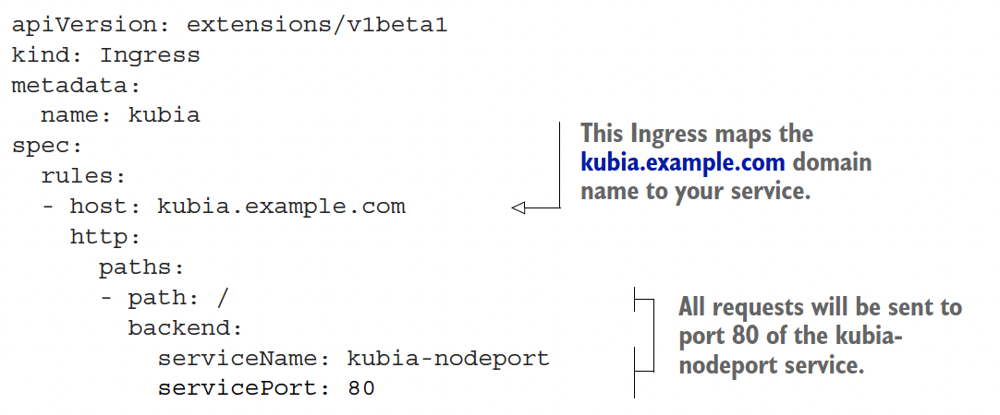 apiVersion: extensions/v1beta1
kind: Ingress
metadata:
  name: kubia
spec:
  rules:
  - host: kubia.example.com
    http:
      paths:
      - path: /
        backend:
          serviceName: kubia-nodeport
          servicePort: 80
This Ingress maps the
kubia.example.com domain
name to your service.
All requests will be sent to
port 80 of the kubia-
nodeport service.